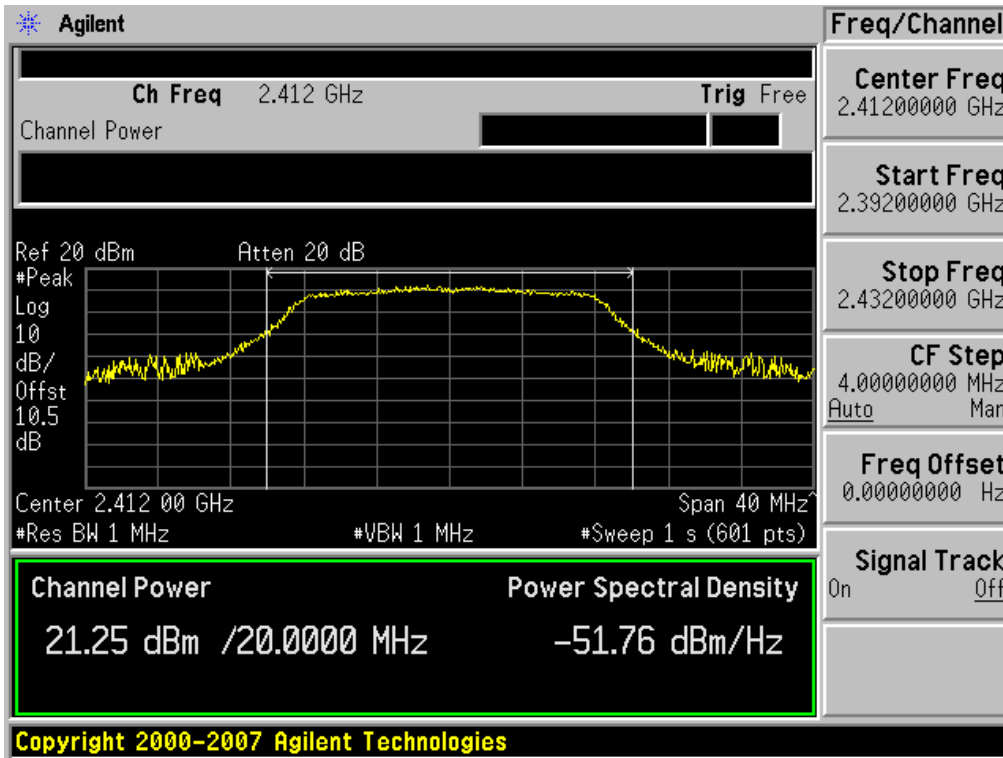 Agilent
Freq/Channel
Ch Freq 2.412 GHz Trig Free
Channel Power
Center Freq
2.41200000 GHz
Start Freq
2.39200000 GHz
Stop Freq
2.43200000 GHz
CF Step
4.00000000 MHz
Auto Man
Freq Offset
0.00000000 Hz
Signal Track
On Off
Ref 20 dBm Atten 20 dB
#Peak
Log
10
dB/
Offst
10.5
dB
Center 2.412 00 GHz Span 40 MHz^
#Res BW 1 MHz #VBW 1 MHz #Sweep 1 s (601 pts)
Channel Power Power Spectral Density
21.25 dBm /20.0000 MHz -51.76 dBm/Hz
Copyright 2000-2007 Agilent Technologies